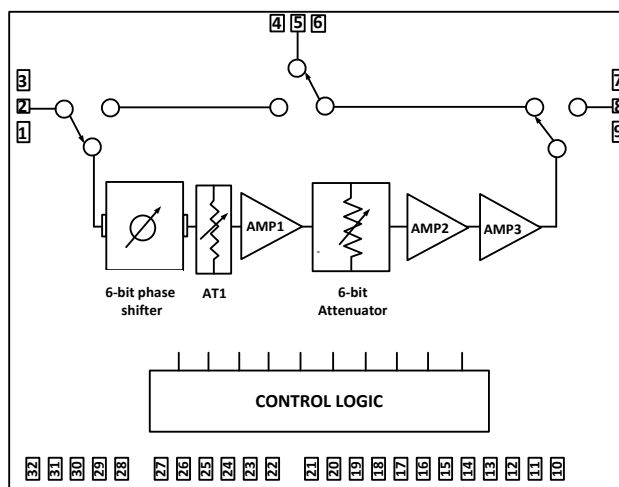 4 5 6
3
2
1
7
8
9
AMP1
AMP2
AMP3
6-bit phase
shifter
AT1
6-bit
Attenuator
CONTROL LOGIC
32 31 30 29 28 27 26 25 24 23 22 21 20 19 18 17 16 15 14 13 12 11 10